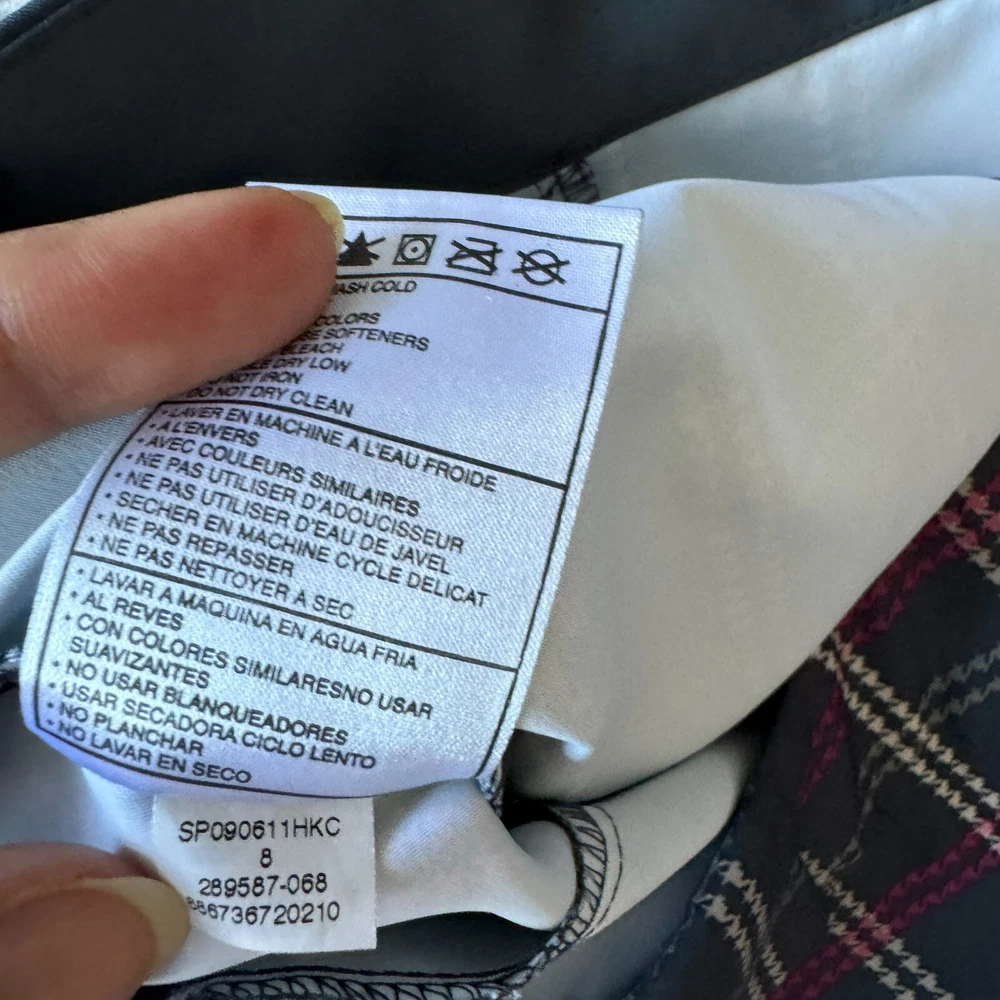 WASH COLD
COLORS
SOFTENERS
BLEACH
DRY LOW
NOT IRON
DO NOT DRY CLEAN
• LAVER EN MACHINE A L'EAU FROIDE
• A L'ENVERS
• AVEC COULEURS SIMILAIRES
• NE PAS UTILISER D'ADOUCISSEUR
• NE PAS UTILISER D'EAU DE JAVEL
• SECHER EN MACHINE CYCLE DELICAT
• NE PAS REPASSER
• NE PAS NETTOYER A SEC
• LAVAR A MAQUINA EN AGUA FRIA
• AL REVES
• CON COLORES SIMILARESNO USAR
SUAVIZANTES
• NO USAR BLANQUEADORES
• USAR SECADORA CICLO LENTO
• NO PLANCHAR
• NO LAVAR EN SECO
SP090611HKC
8
289587-068
886736720210